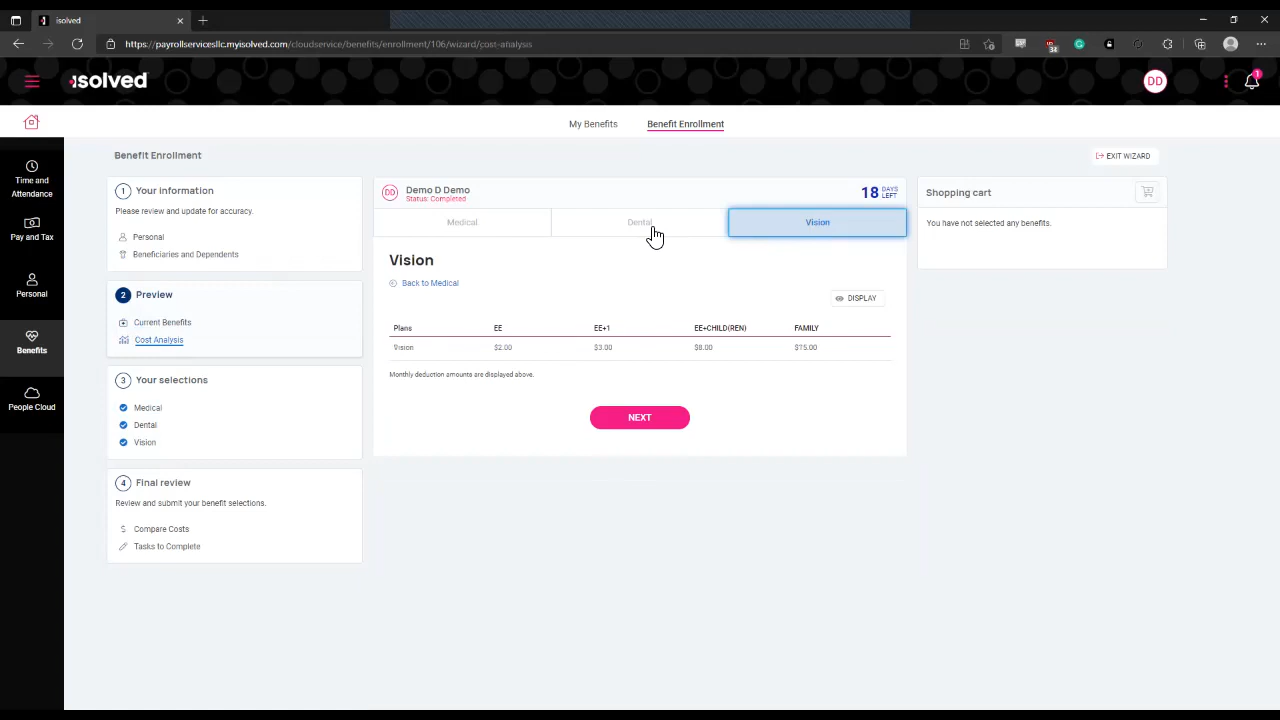 isolved
https://payrollservicesllc.myisolved.com/cloudservice/benefits/enrollment/106/wizard/cost-analysis
34
isolved
DD
1
My Benefits
Benefit Enrollment
Time and
Attendance
Pay and Tax
Personal
Benefits
People Cloud
Benefit Enrollment
EXIT WIZARD
1 Your information
Please review and update for accuracy.
Personal
Beneficiaries and Dependents
2 Preview
Current Benefits
Cost Analysis
3 Your selections
Medical
Dental
Vision
4 Final review
Review and submit your benefit selections.
Compare Costs
Tasks to Complete
DD Demo D Demo
Status: Completed
18 DAYS
LEFT
Medical Dental Vision
Vision
Back to Medical
DISPLAY
Plans EE EE+1 EE+CHILD(REN) FAMILY
Vision $2.00 $3.00 $8.00 $15.00
Monthly deduction amounts are displayed above.
NEXT
Shopping cart
You have not selected any benefits.